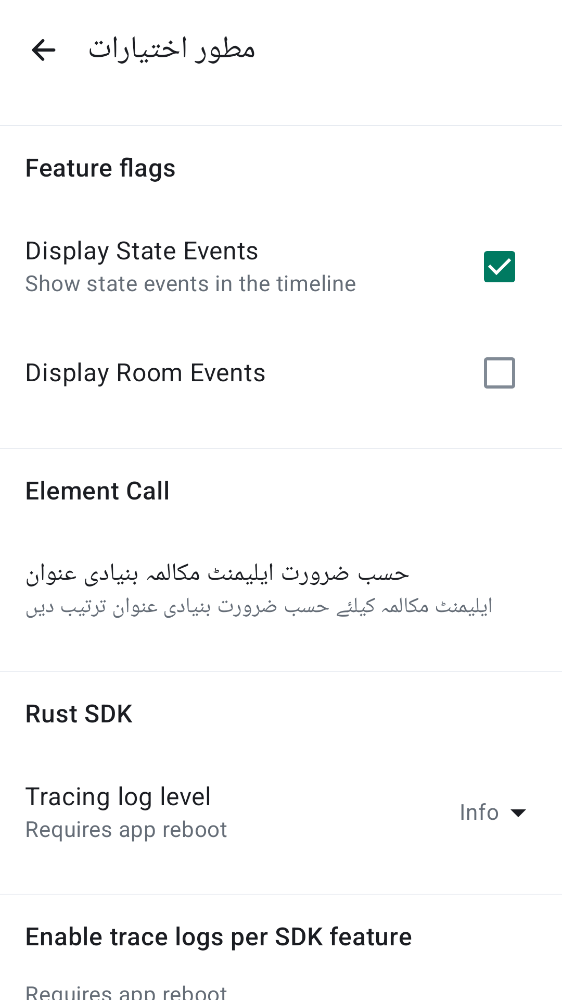 مطور اختیارات
Feature flags
Display State Events
Show state events in the timeline
Display Room Events
Element Call
حسب ضرورت ایلیمنٹ مکالمہ بنیادی عنوان
ایلیمنٹ مکالمہ کیلئے حسب ضرورت بنیادی عنوان ترتیب دیں
Rust SDK
Tracing log level
Requires app reboot
Info
Enable trace logs per SDK feature
Requires app reboot